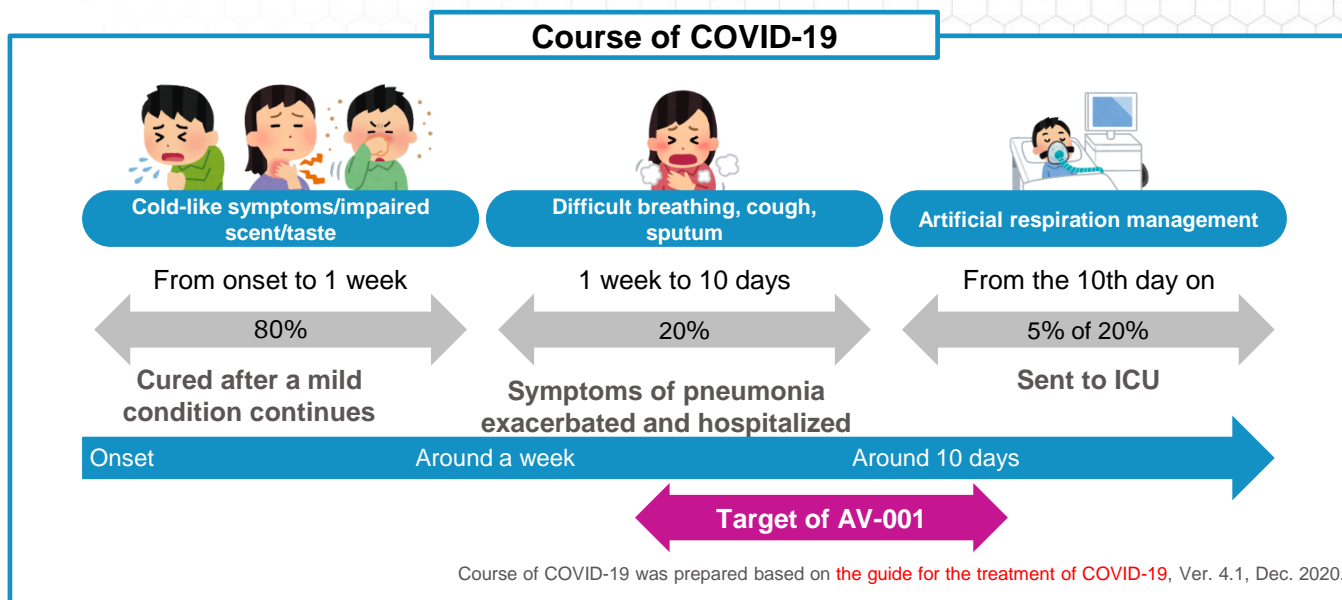 Course of COVID-19
Cold-like symptoms/impaired
scent/taste
Difficult breathing, cough,
sputum
Artificial respiration management
From onset to 1 week
1 week to 10 days
From the 10th day on
80%
20%
5% of 20%
Cured after a mild
condition continues
Symptoms of pneumonia
exacerbated and hospitalized
Sent to ICU
Onset
Around a week
Around 10 days
Target of AV-001
Course of COVID-19 was prepared based on the guide for the treatment of COVID-19, Ver. 4.1, Dec. 2020.